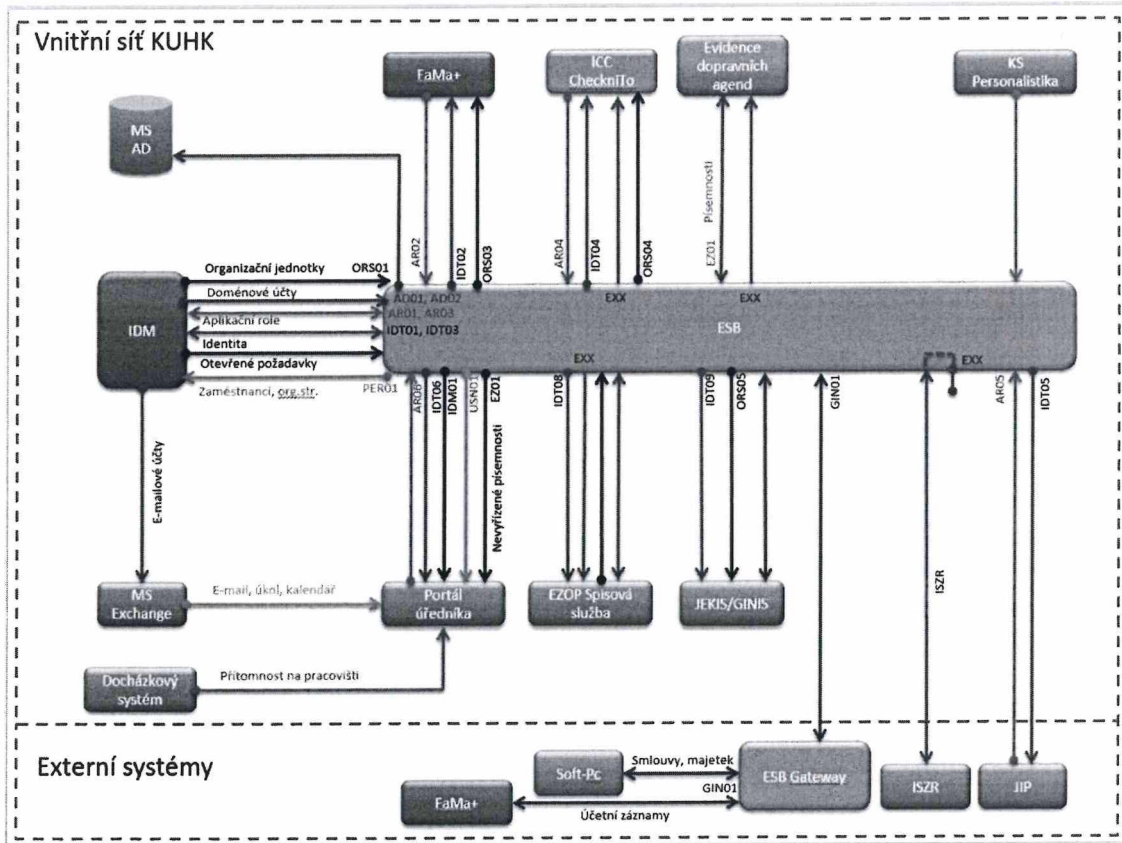 Vnitřní síť KUHK
FaMa+
ICC
CheckniTo
Evidence
dopravních
agend
KS
Personalistika
MS
AD
AR02
IDT02
ORS03
AR04
IDT04
ORS04
EZ01
Písemnosti
Organizační jednotky
ORS01
Doménové účty
AD01, AD02
AR01, AR03
Aplikační role
IDT01, IDT03
Identita
Otevřené požadavky
Zaměstnanci, org.str.
PER01
IDM
EXX
EXX
ESB
EXX
EXX
AR06
IDT06
IDM01
USN01
EZ01
Nevyřízené písemnosti
IDT08
IDT09
ORS05
GIN01
AR05
IDT05
E-mailové účty
ISZR
MS
Exchange
E-mail, úkol, kalendář
Portál
úředníka
EZOP Spisová
služba
JEKIS/GINIS
Docházkový
systém
Přítomnost na pracovišti
Externí systémy
Soft-Pc
Smlouvy, majetek
GIN01
FaMa+
Účetní záznamy
ESB Gateway
ISZR
JIP